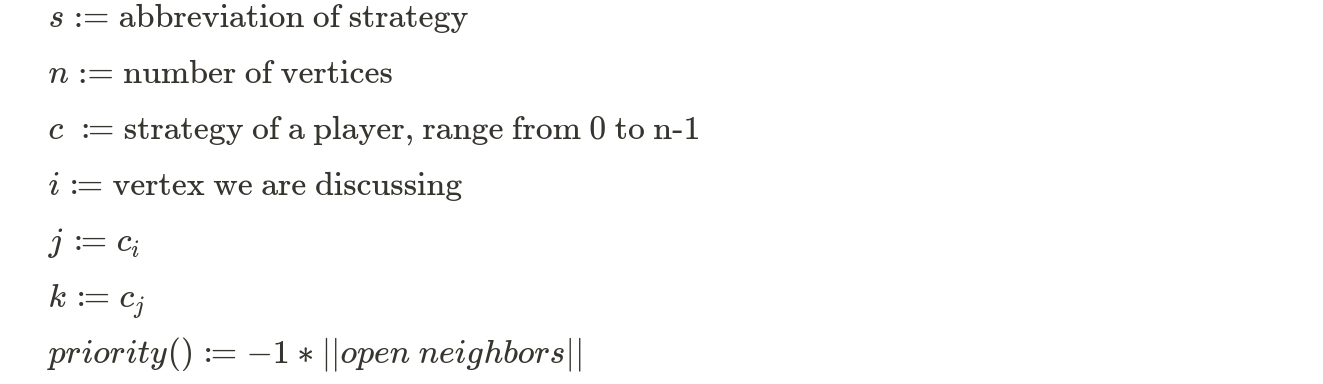 s := abbreviation of strategy
n := number of vertices
c := strategy of a player, range from 0 to n-1
i := vertex we are discussing
j := c_i
k := c_j
priority() := −1 ∗ ||open neighbors||